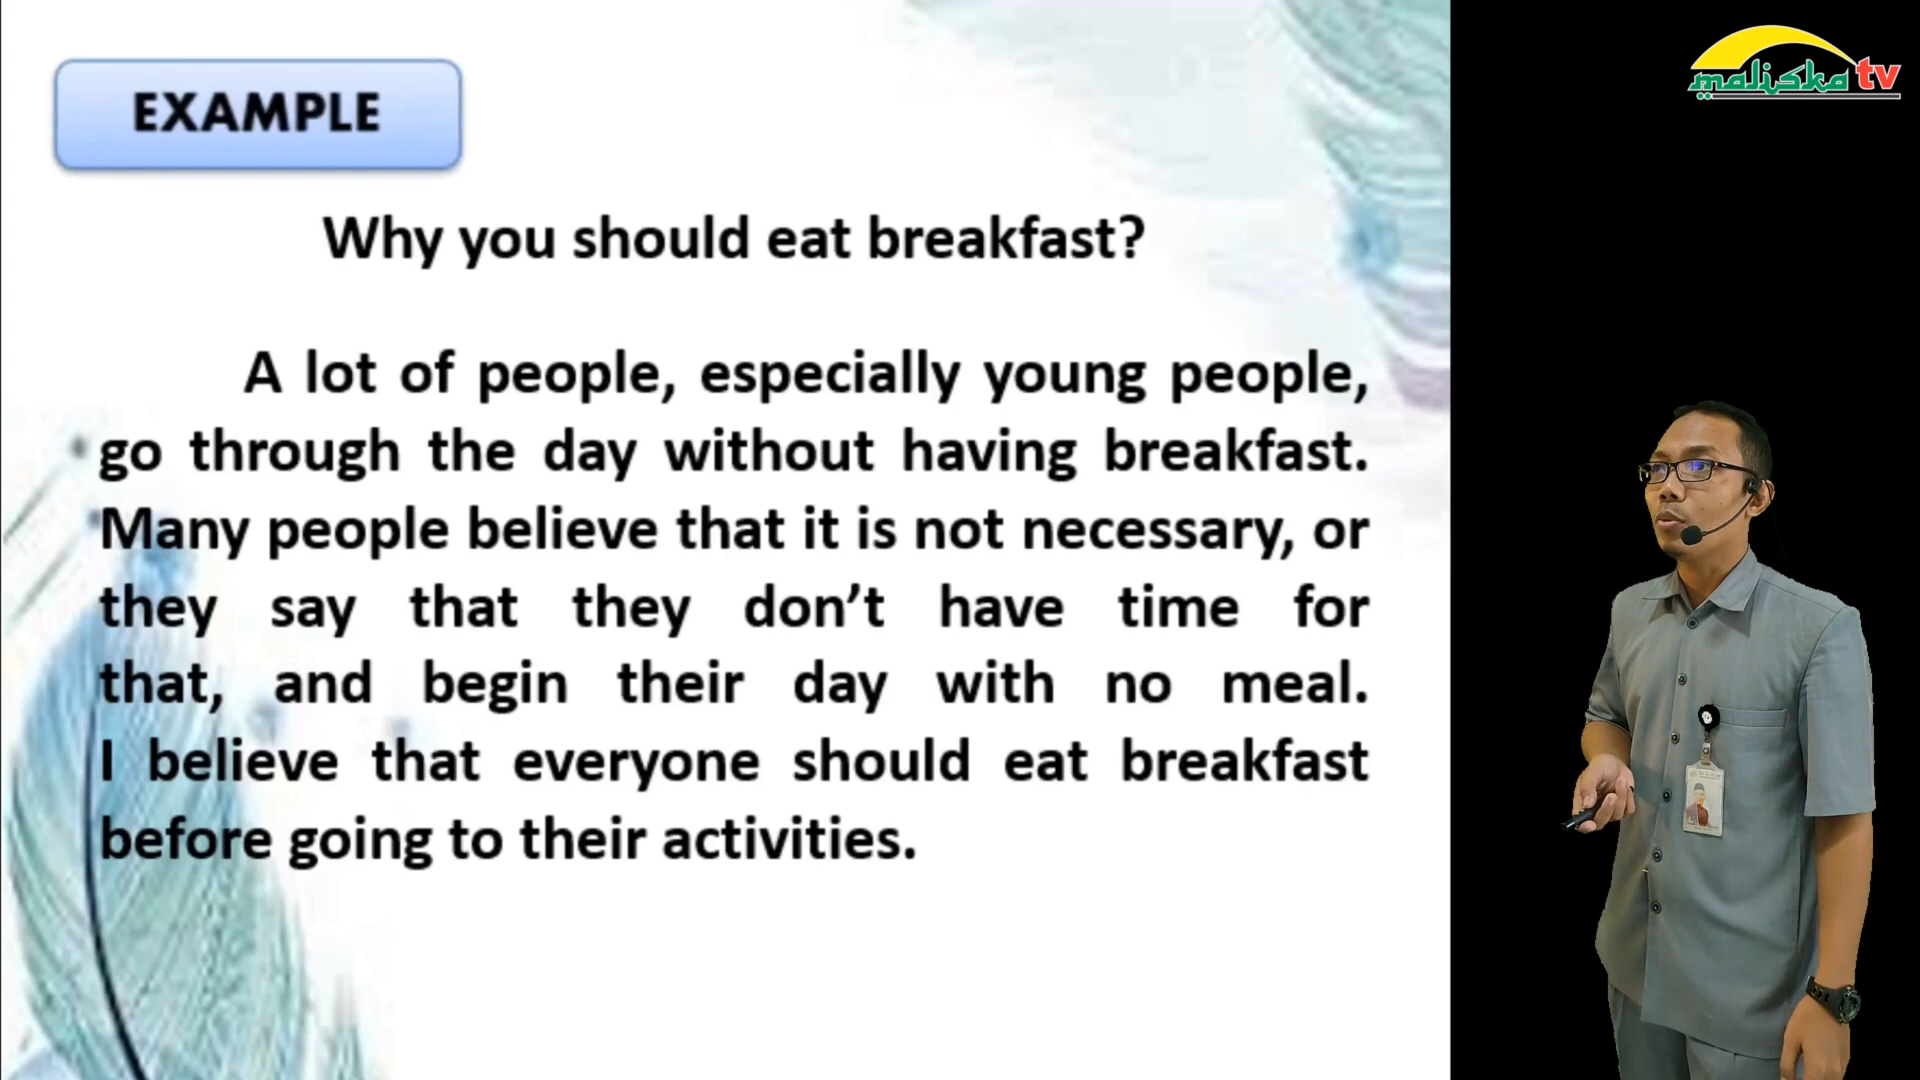 EXAMPLE
Why you should eat breakfast?
A lot of people, especially young people,
go through the day without having breakfast.
Many people believe that it is not necessary, or
they say that they don’t have time for
that, and begin their day with no meal.
I believe that everyone should eat breakfast
before going to their activities.
maliska tv